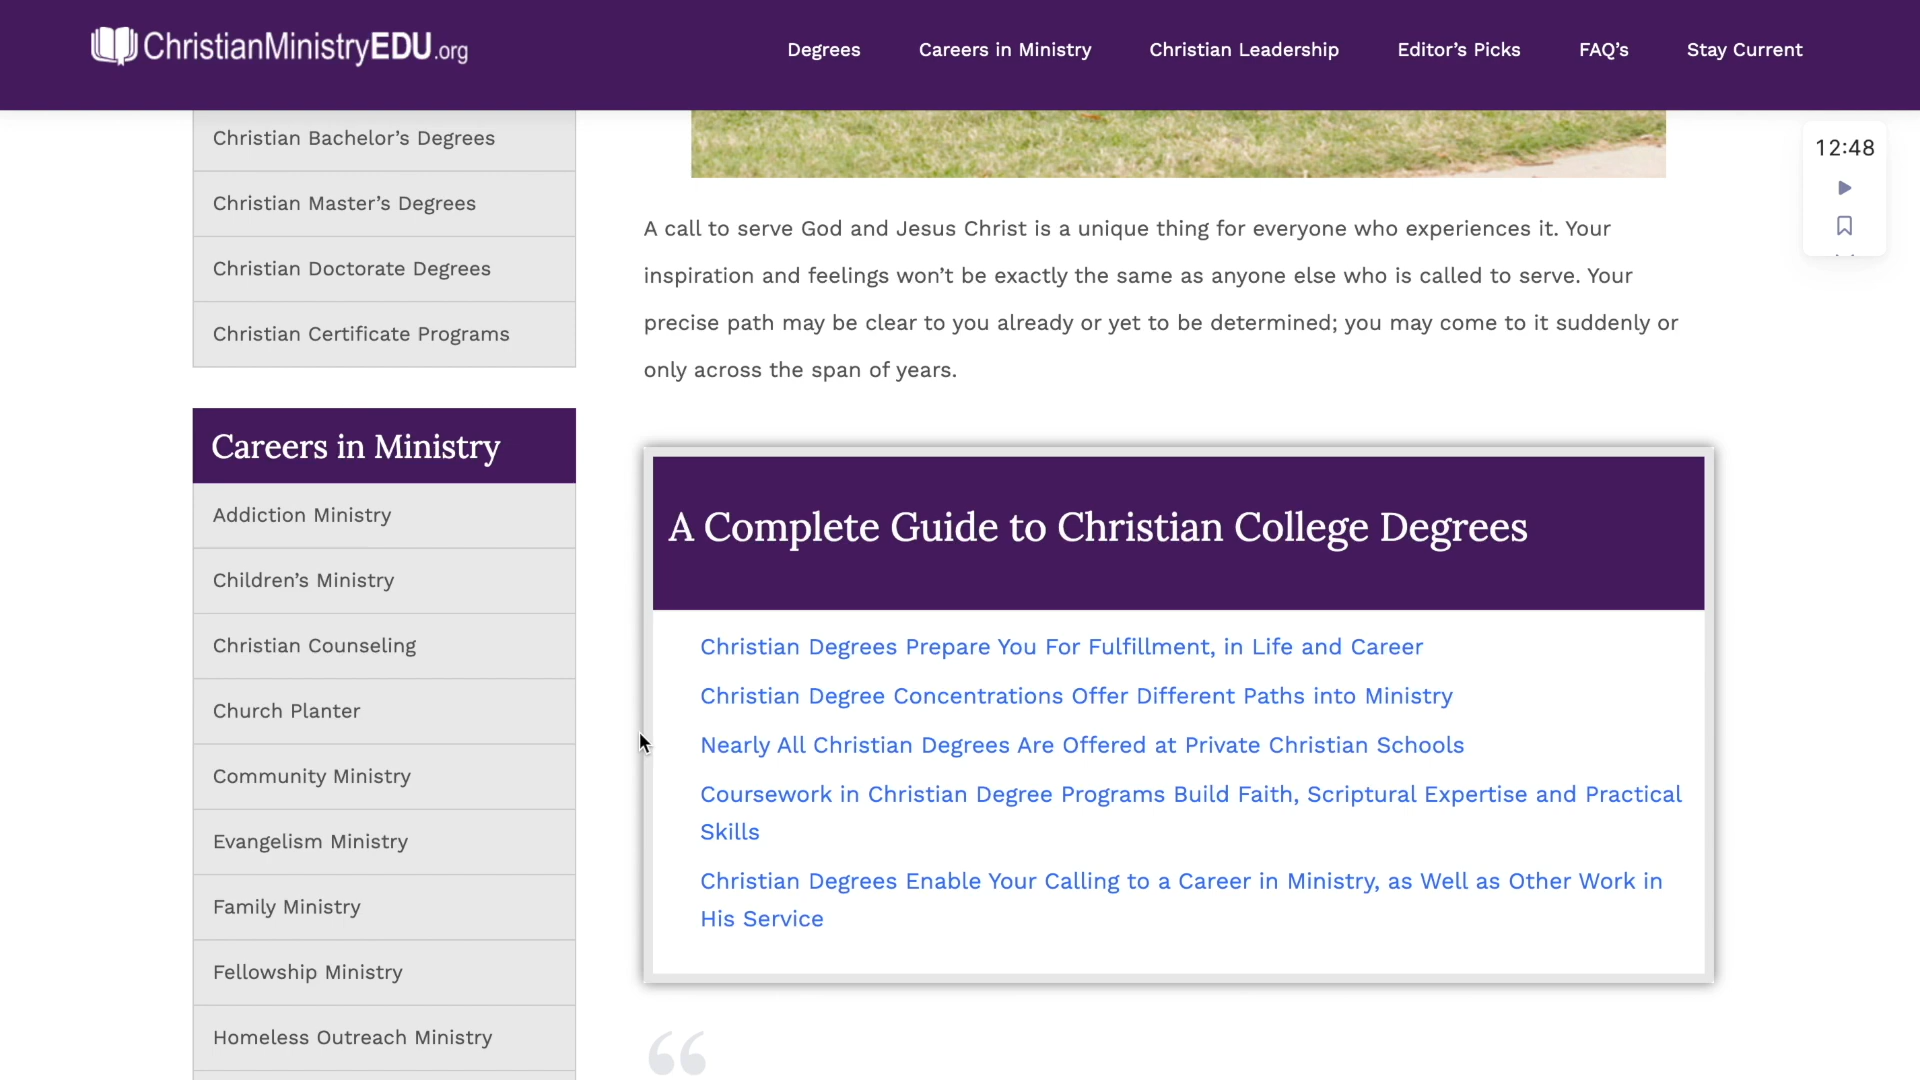 ChristianMinistryEDU.org
Degrees
Careers in Ministry
Christian Leadership
Editor’s Picks
FAQ’s
Stay Current
Christian Bachelor’s Degrees
Christian Master’s Degrees
Christian Doctorate Degrees
Christian Certificate Programs
Careers in Ministry
Addiction Ministry
Children’s Ministry
Christian Counseling
Church Planter
Community Ministry
Evangelism Ministry
Family Ministry
Fellowship Ministry
Homeless Outreach Ministry
A call to serve God and Jesus Christ is a unique thing for everyone who experiences it. Your
inspiration and feelings won’t be exactly the same as anyone else who is called to serve. Your
precise path may be clear to you already or yet to be determined; you may come to it suddenly or
only across the span of years.
A Complete Guide to Christian College Degrees
Christian Degrees Prepare You For Fulfillment, in Life and Career
Christian Degree Concentrations Offer Different Paths into Ministry
Nearly All Christian Degrees Are Offered at Private Christian Schools
Coursework in Christian Degree Programs Build Faith, Scriptural Expertise and Practical
Skills
Christian Degrees Enable Your Calling to a Career in Ministry, as Well as Other Work in
His Service
“
12:48